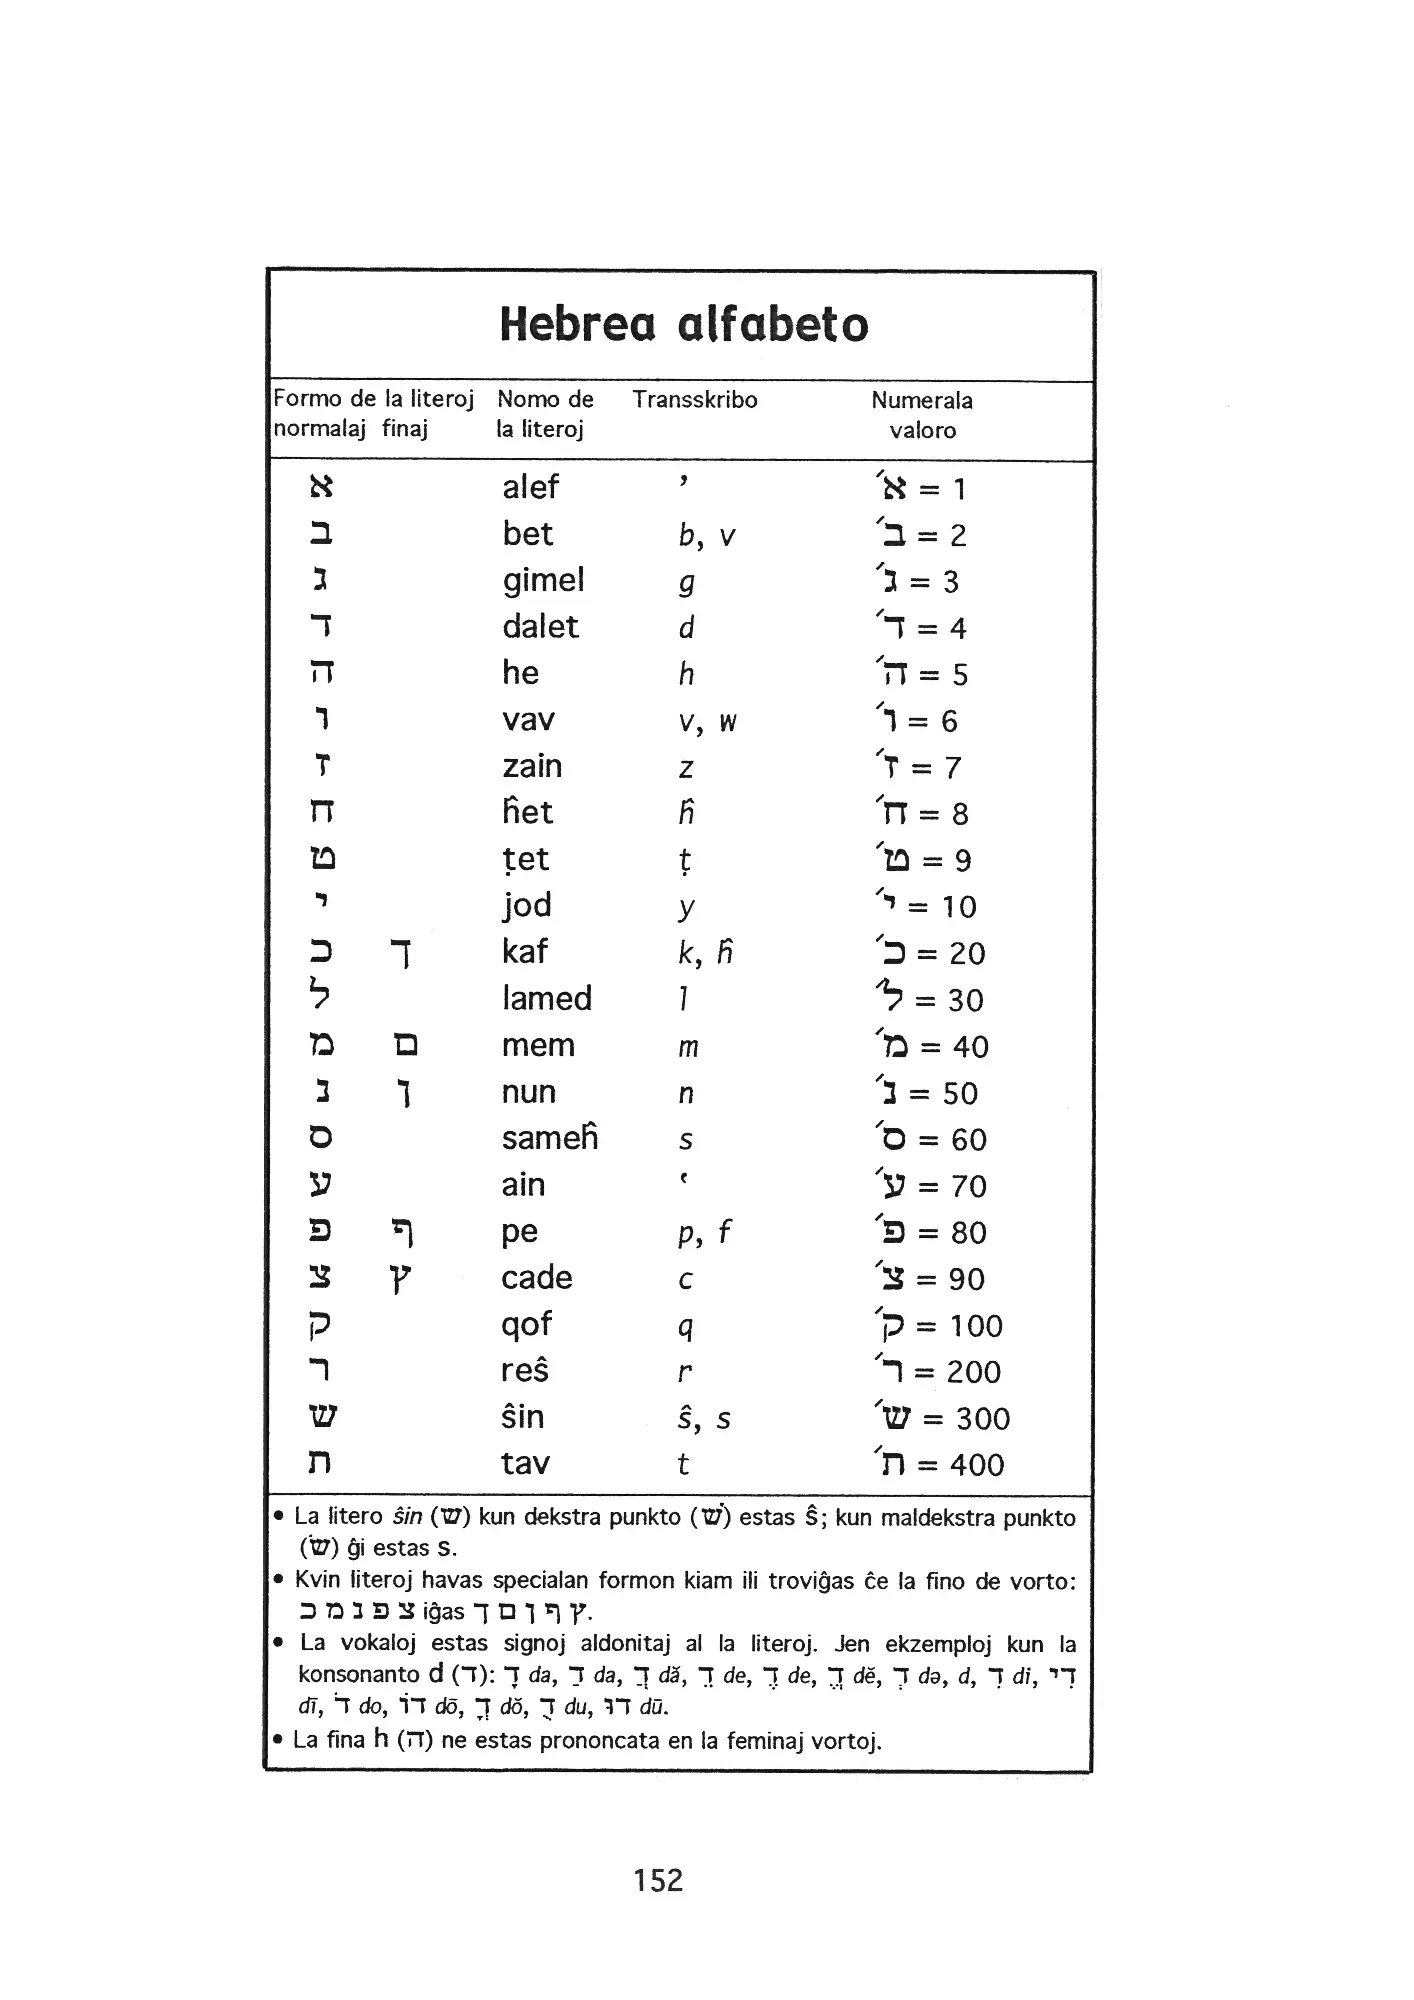 Hebrea alfabeto
Formo de la literoj Nomo de Transskribo Numerala
normalaj finaj la literoj valoro
א alef ’ א´ = 1
ב bet b, v ב´ = 2
ג gimel g ג´ = 3
ד dalet d ד´ = 4
ה he h ה´ = 5
ו vav v, w ו´ = 6
ז zain z ז´ = 7
ח ĥet ĥ ח´ = 8
ט ṭet ṭ ט´ = 9
י jod y י´ = 10
כ ך kaf k, ĥ כ´ = 20
ל lamed l ל´ = 30
מ ם mem m מ´ = 40
נ ן nun n נ´ = 50
ס sameĥ s ס´ = 60
ע ain ‘ ע´ = 70
פ ף pe p, f פ´ = 80
צ ץ cade c צ´ = 90
ק qof q ק´ = 100
ר reŝ r ר´ = 200
ש ŝin ŝ, s ש´ = 300
ת tav t ת´ = 400
• La litero ŝin (ש) kun dekstra punkto (שׁ) estas ŝ; kun maldekstra punkto
(שׂ) ĝi estas s.
• Kvin literoj havas specialan formon kiam ili troviĝas ĉe la fino de vorto:
צ פ נ מ כ iĝas ץ ף ן ם ך.
• La vokaloj estas signoj aldonitaj al la literoj. Jen ekzemploj kun la
konsonanto d (ד): דָ da, דַ da, דֲ dă, דֵ de, דֶ de, דֱ dĕ, דְ də, d, דִ di, דִי
dī, דֹ do, דוֹ dō, דֳ dŏ, דֻ du, דוּ dū.
• La fina h (ה) ne estas prononcata en la feminaj vortoj.
152